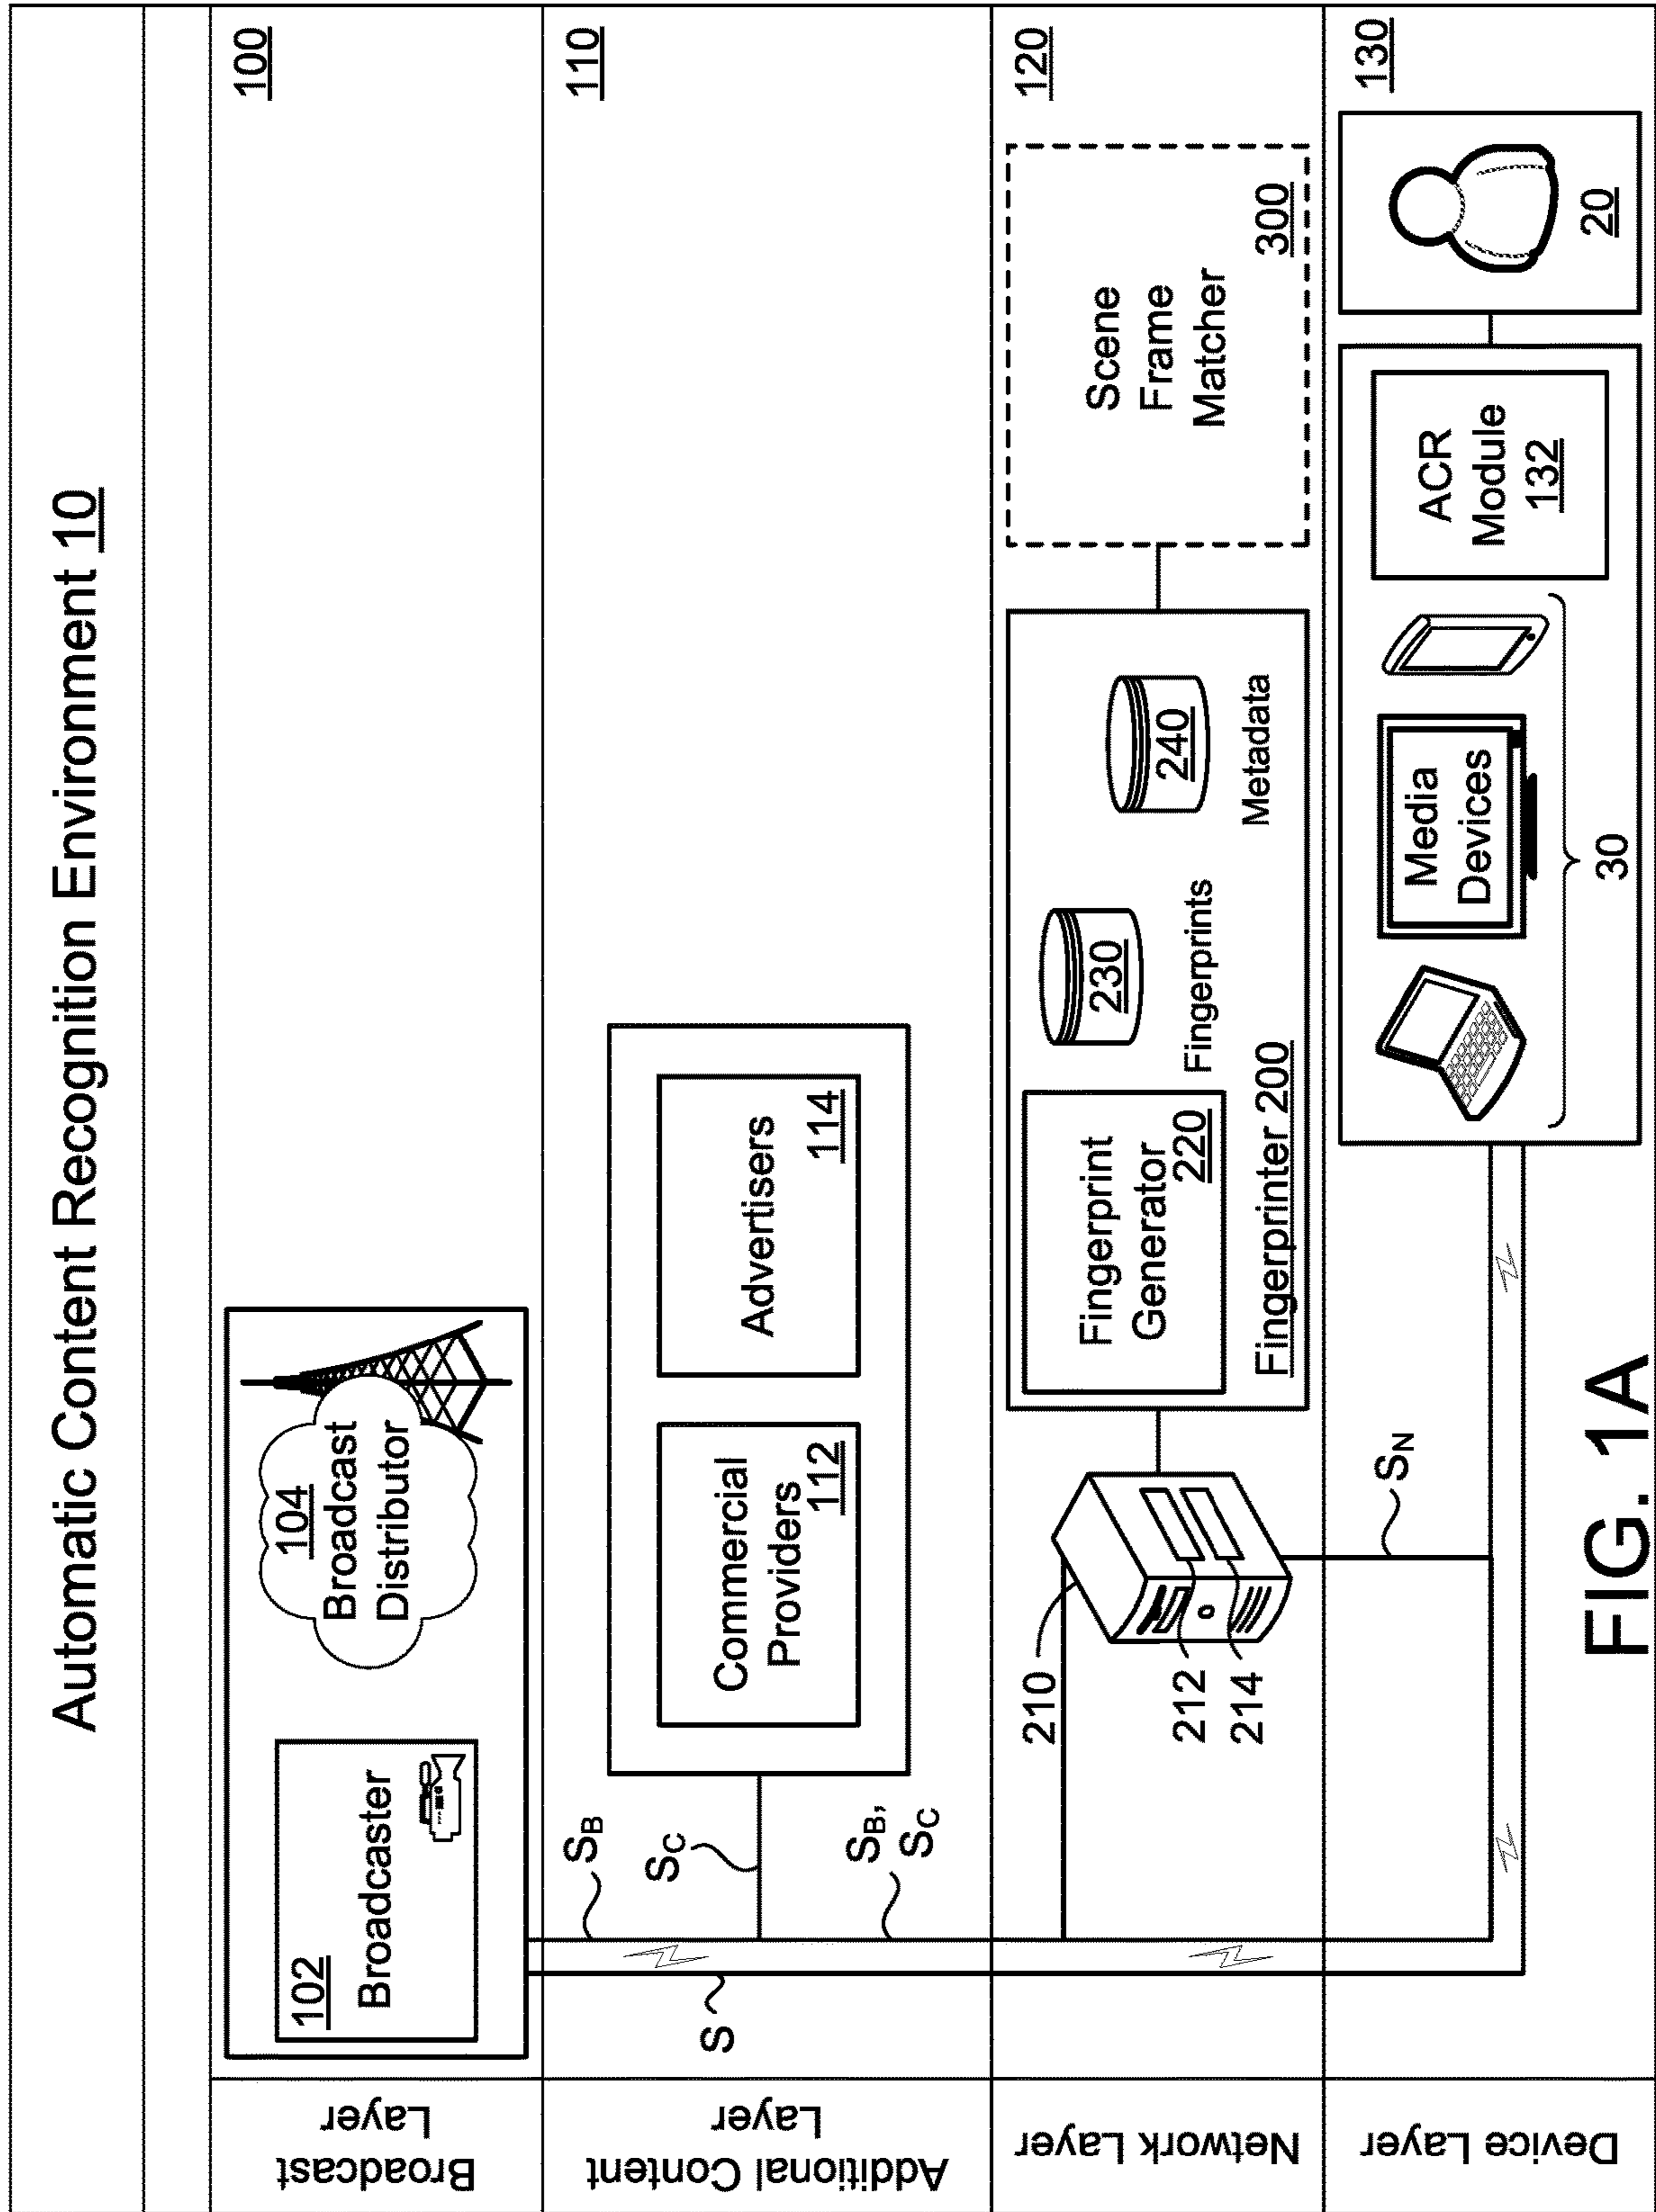 Automatic Content Recognition Environment 10
Broadcast
Layer
100
102
Broadcaster
104
Broadcast
Distributor
Additional Content
Layer
110
S
SB
SC
SB,
SC
Commercial
Providers
112
Advertisers
114
Network Layer
120
210
212
214
Fingerprint
Generator
220
Fingerprinter 200
230
Fingerprints
240
Metadata
Scene
Frame
Matcher
300
Device Layer
130
SN
Media
Devices
30
ACR
Module
132
20
FIG. 1A